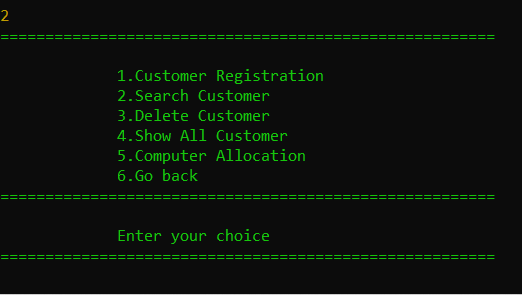 2
=======================================================
1.Customer Registration
2.Search Customer
3.Delete Customer
4.Show All Customer
5.Computer Allocation
6.Go back
=======================================================
Enter your choice
=======================================================